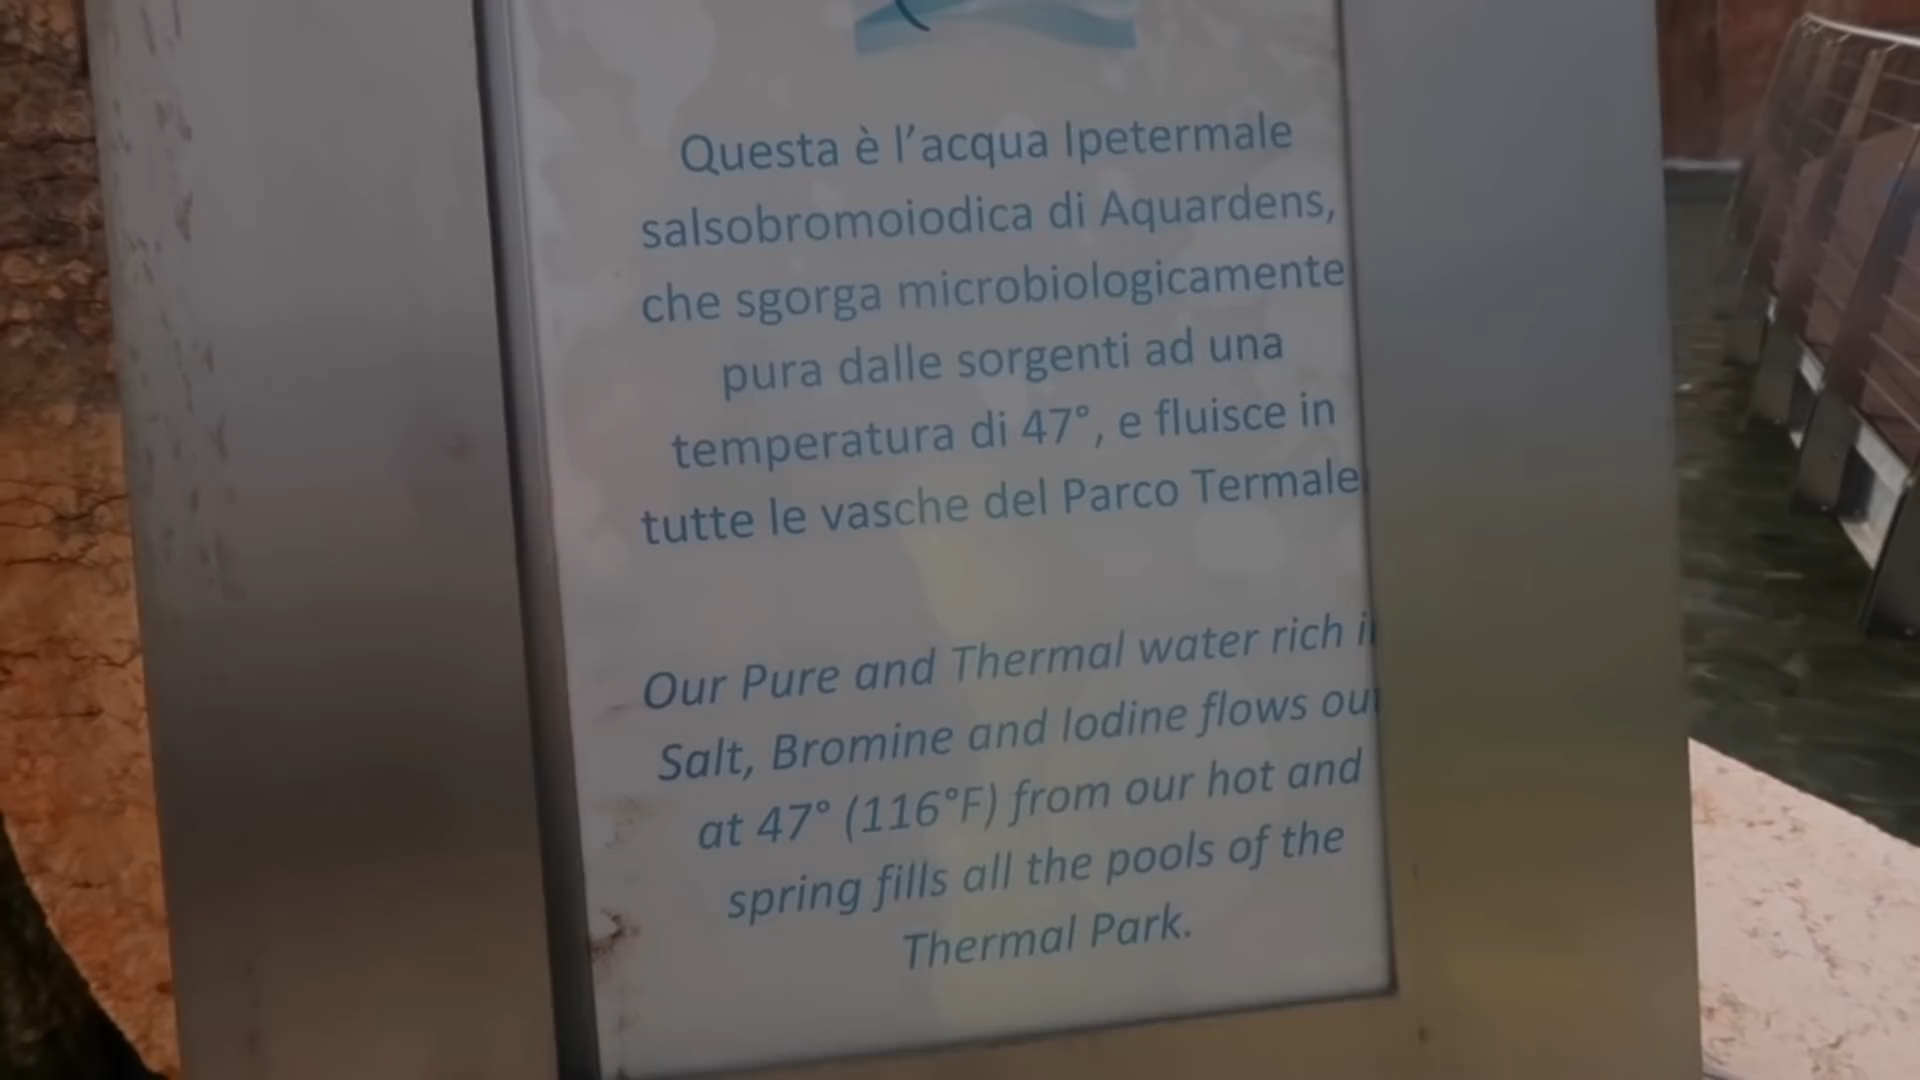 Questa è l'acqua Ipetermale
salsobromoiodica di Aquardens,
che sgorga microbiologicamente
pura dalle sorgenti ad una
temperatura di 47°, e fluisce in
tutte le vasche del Parco Termale
Our Pure and Thermal water rich i
Salt, Bromine and Iodine flows out
at 47° (116°F) from our hot and
spring fills all the pools of the
Thermal Park.